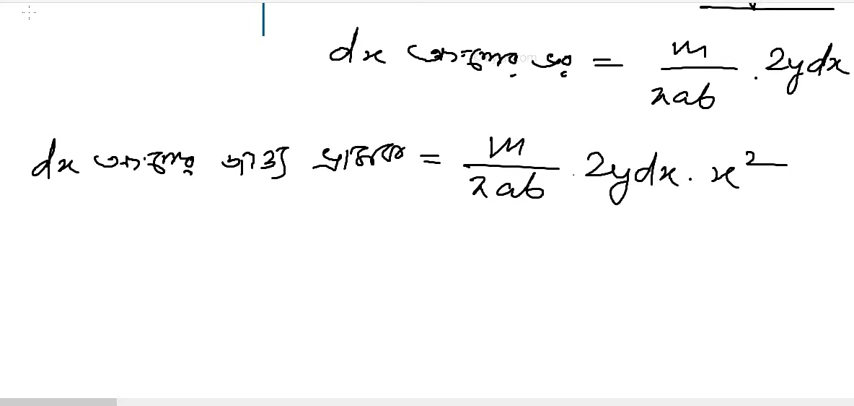 dx অংশের ভর = m/πab . 2ydx
dx অংশের জাড্য ভ্রামক = m/πab . 2ydx . x²